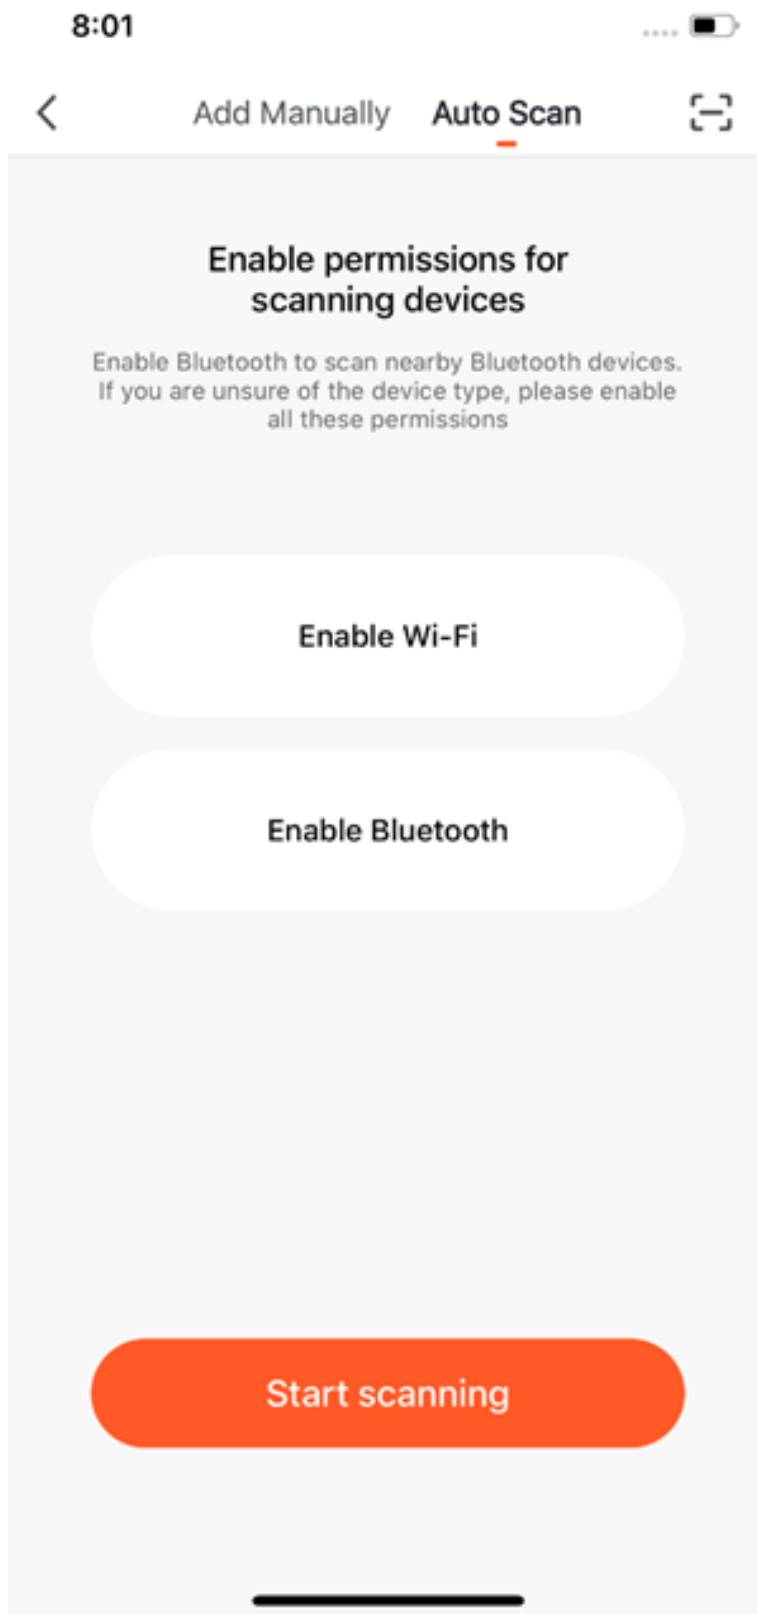 8:01
Add Manually Auto Scan
Enable permissions for
scanning devices
Enable Bluetooth to scan nearby Bluetooth devices.
If you are unsure of the device type, please enable
all these permissions
Enable Wi-Fi
Enable Bluetooth
Start scanning